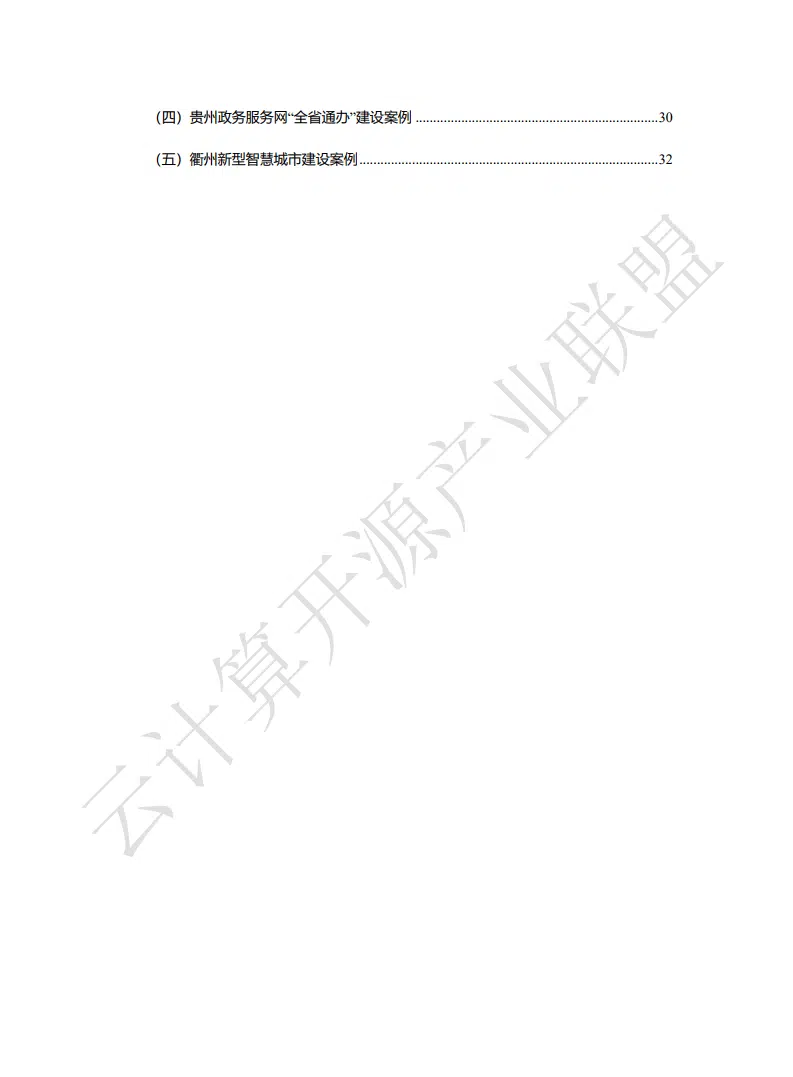 （四）贵州政务服务网“全省通办”建设案例 ....................................................................30
（五）衢州新型智慧城市建设案例....................................................................................32
云计算开源产业联盟